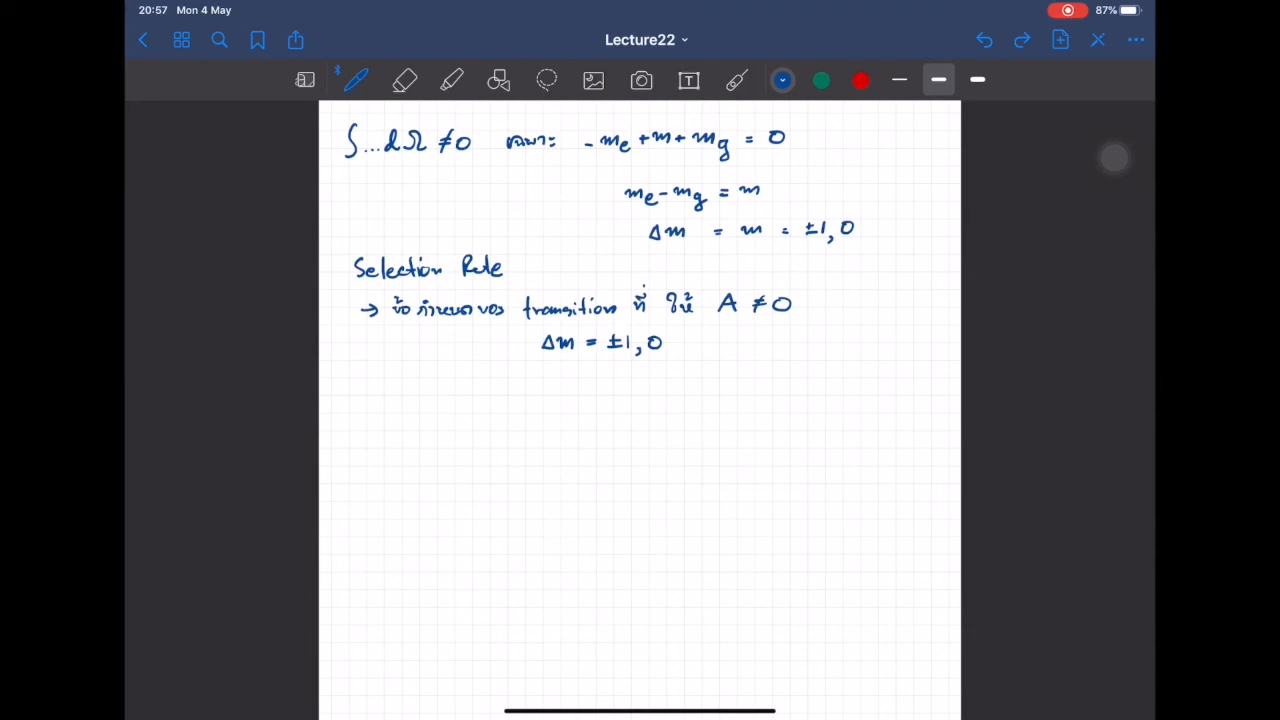 20:57 Mon 4 May 87%
Lecture22
∫...dΩ ≠ 0 เฉพาะ -mₑ + m + m_g = 0
mₑ - m_g = m
Δm = m = ±1, 0
Selection Rule
→ ข้อกำหนดของ transition ที่ ให้ A ≠ 0
Δm = ±1, 0